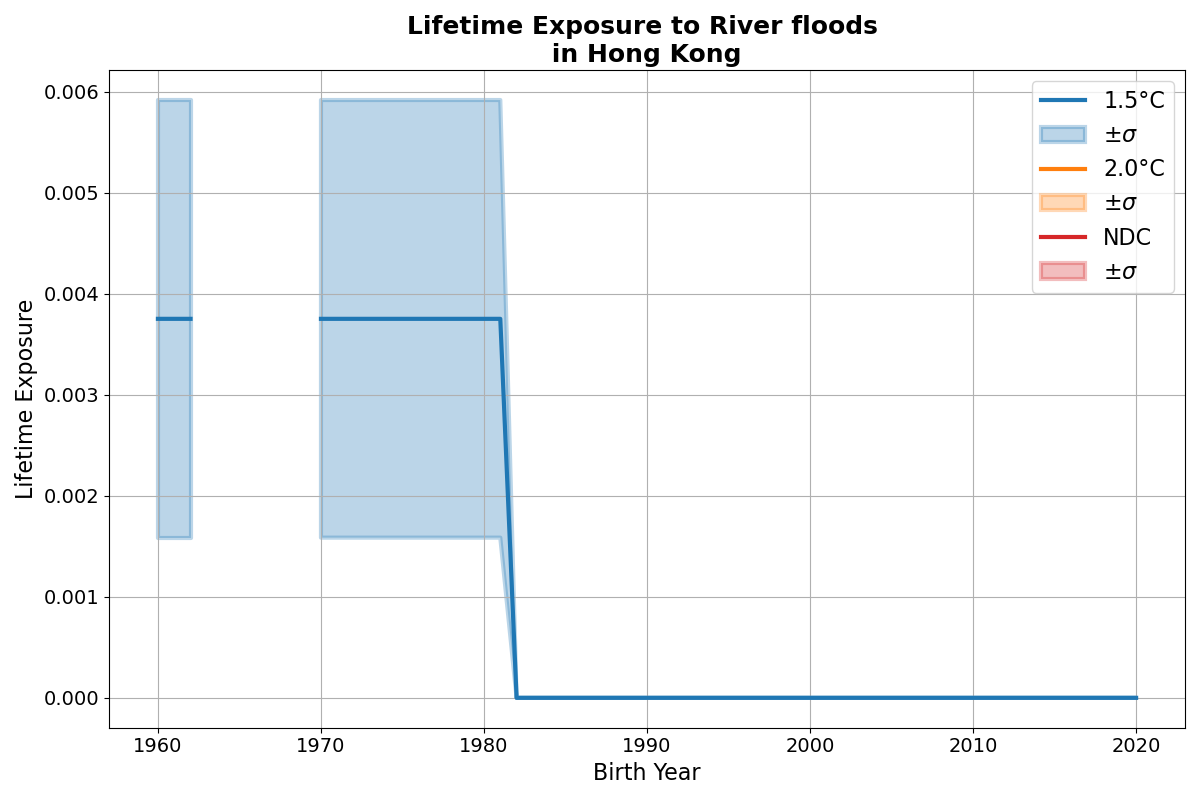 Lifetime Exposure to River floods
in Hong Kong
Lifetime Exposure
0.006
0.005
0.004
0.003
0.002
0.001
0.000
1.5°C
±σ
2.0°C
±σ
NDC
±σ
1960 1970 1980 1990 2000 2010 2020
Birth Year